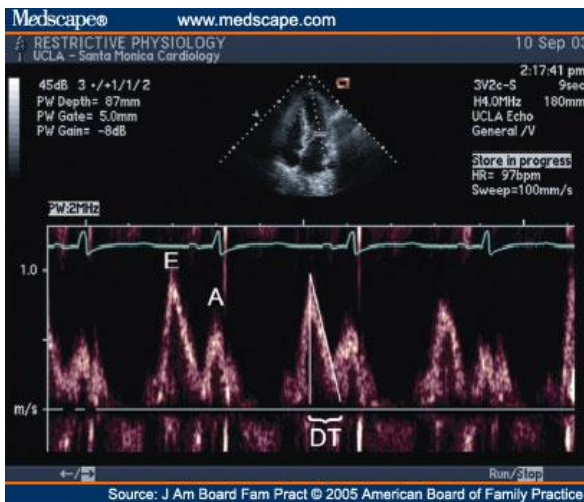 Medscape® www.medscape.com
RESTRICTIVE PHYSIOLOGY 10 Sep 03
UCLA - Santa Monica Cardiology
2:17:41 pm
45dB 3 •/+1/1/2
PW Depth= 87mm
PW Gate= 5.0mm
PW Gain= -8dB
3V2c-S 9sec
H4.0MHz 180mm
UCLA Echo
General /V
Store in progress
HR= 97bpm
Sweep=100mm/s
PW:2MHz
E
1.0
A
m/s
DT
←/→ Run/Stop
Source: J Am Board Fam Pract © 2005 American Board of Family Practice